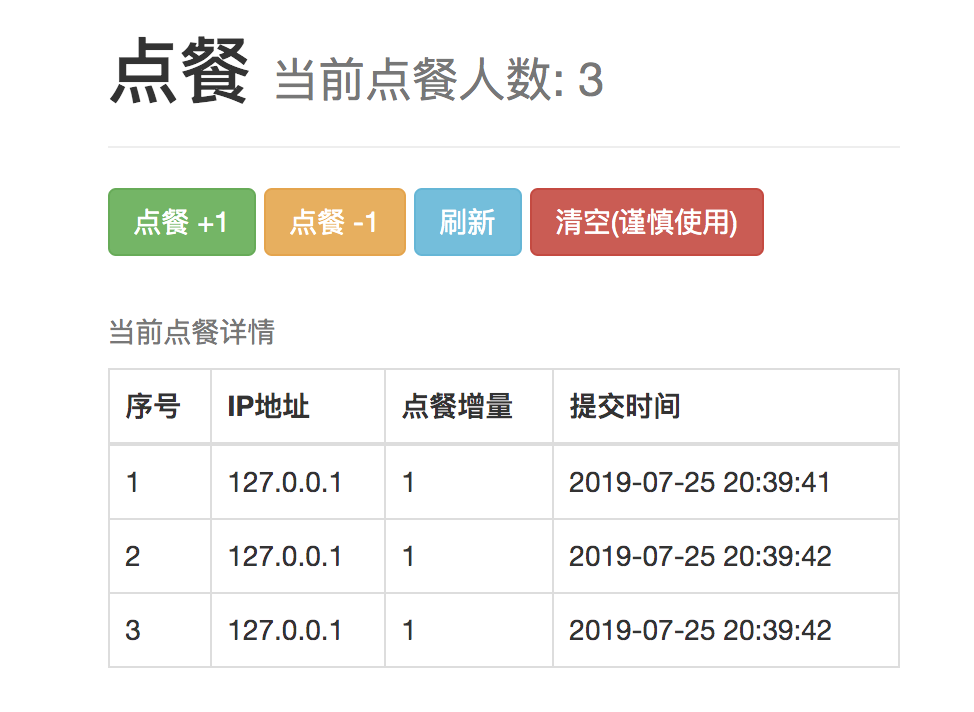 点餐 当前点餐人数: 3
点餐 +1 点餐 -1 刷新 清空(谨慎使用)
当前点餐详情
序号 IP地址 点餐增量 提交时间
1 127.0.0.1 1 2019-07-25 20:39:41
2 127.0.0.1 1 2019-07-25 20:39:42
3 127.0.0.1 1 2019-07-25 20:39:42